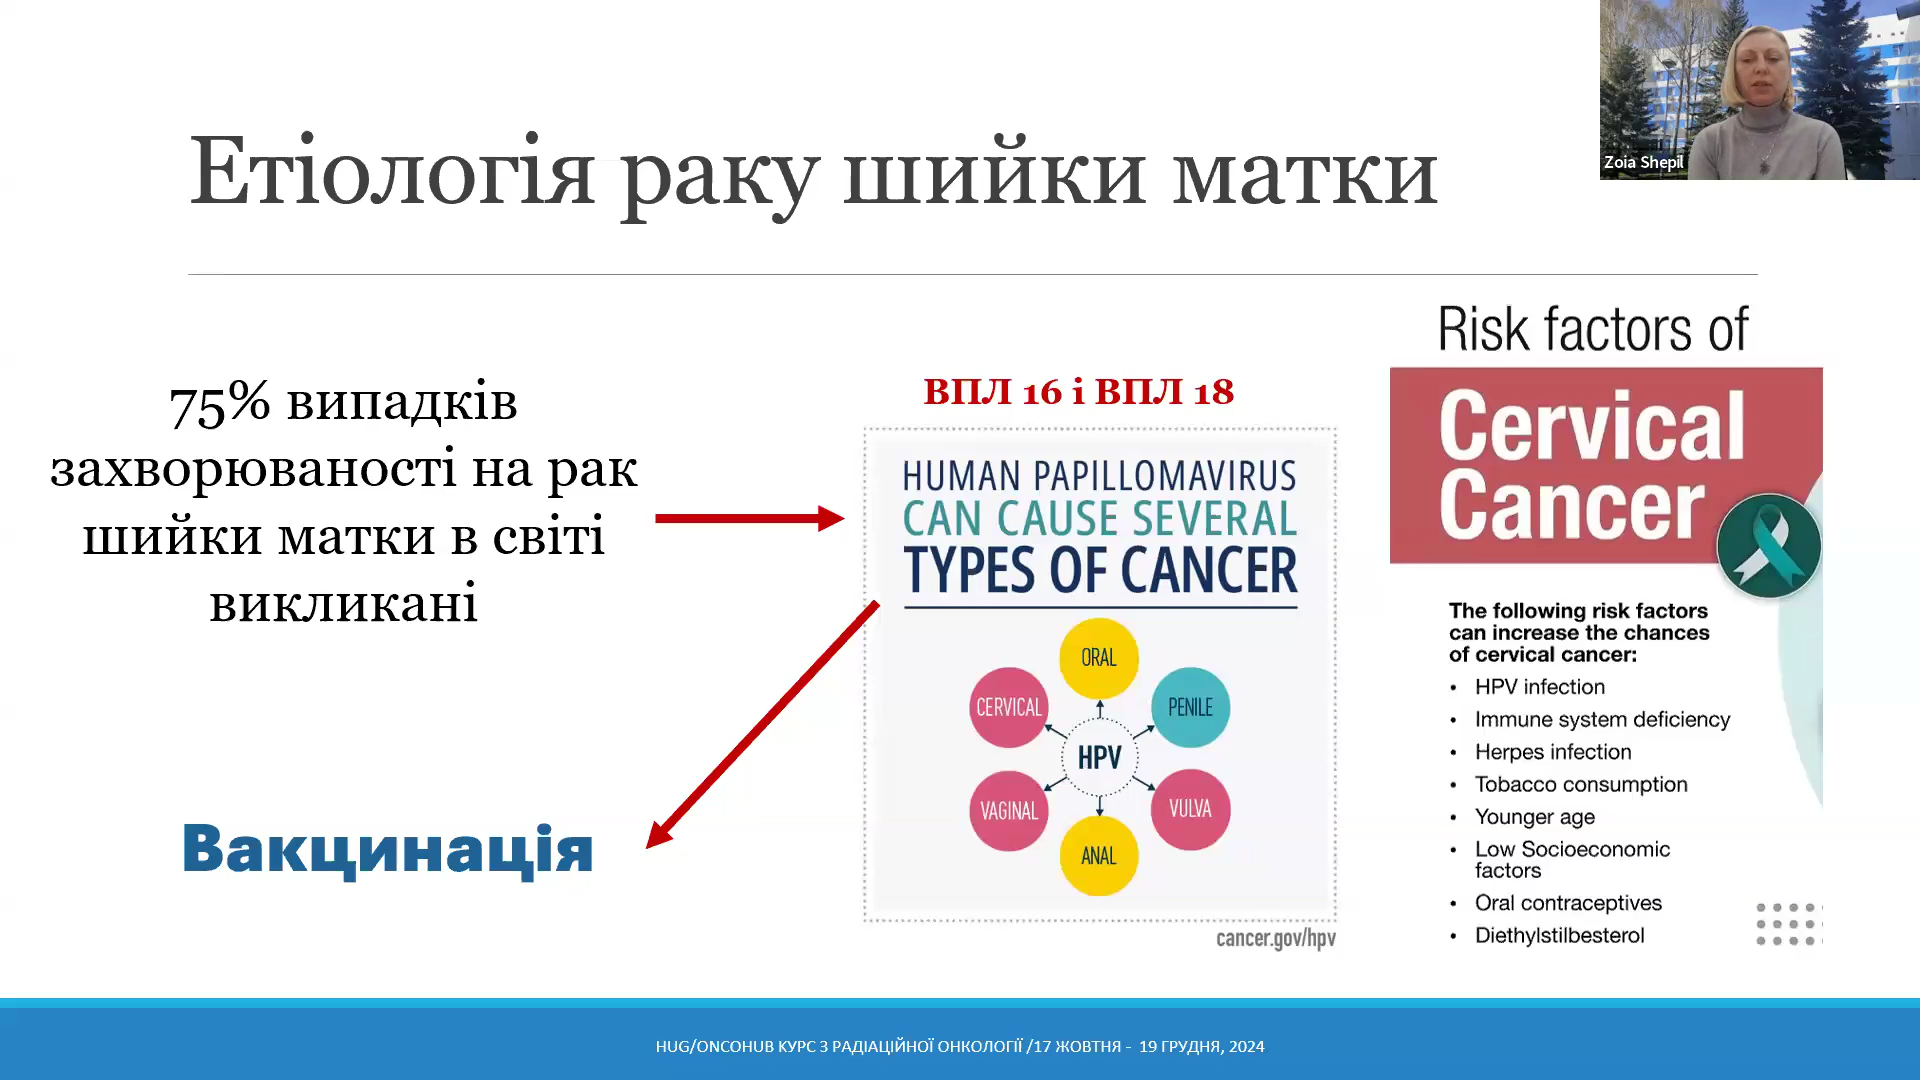 Zoia Shepil
Етіологія раку шийки матки
75% випадків
захворюваності на рак
шийки матки в світі
викликані
Вакцинація
ВПЛ 16 і ВПЛ 18
HUMAN PAPILLOMAVIRUS
CAN CAUSE SEVERAL
TYPES OF CANCER
ORAL
CERVICAL
PENILE
HPV
VAGINAL
VULVA
ANAL
cancer.gov/hpv
Risk factors of
Cervical
Cancer
The following risk factors
can increase the chances
of cervical cancer:
• HPV infection
• Immune system deficiency
• Herpes infection
• Tobacco consumption
• Younger age
• Low Socioeconomic
factors
• Oral contraceptives
• Diethylstilbesterol
HUG/ONCOHUB КУРС З РАДІАЦІЙНОЇ ОНКОЛОГІЇ /17 ЖОВТНЯ - 19 ГРУДНЯ, 2024